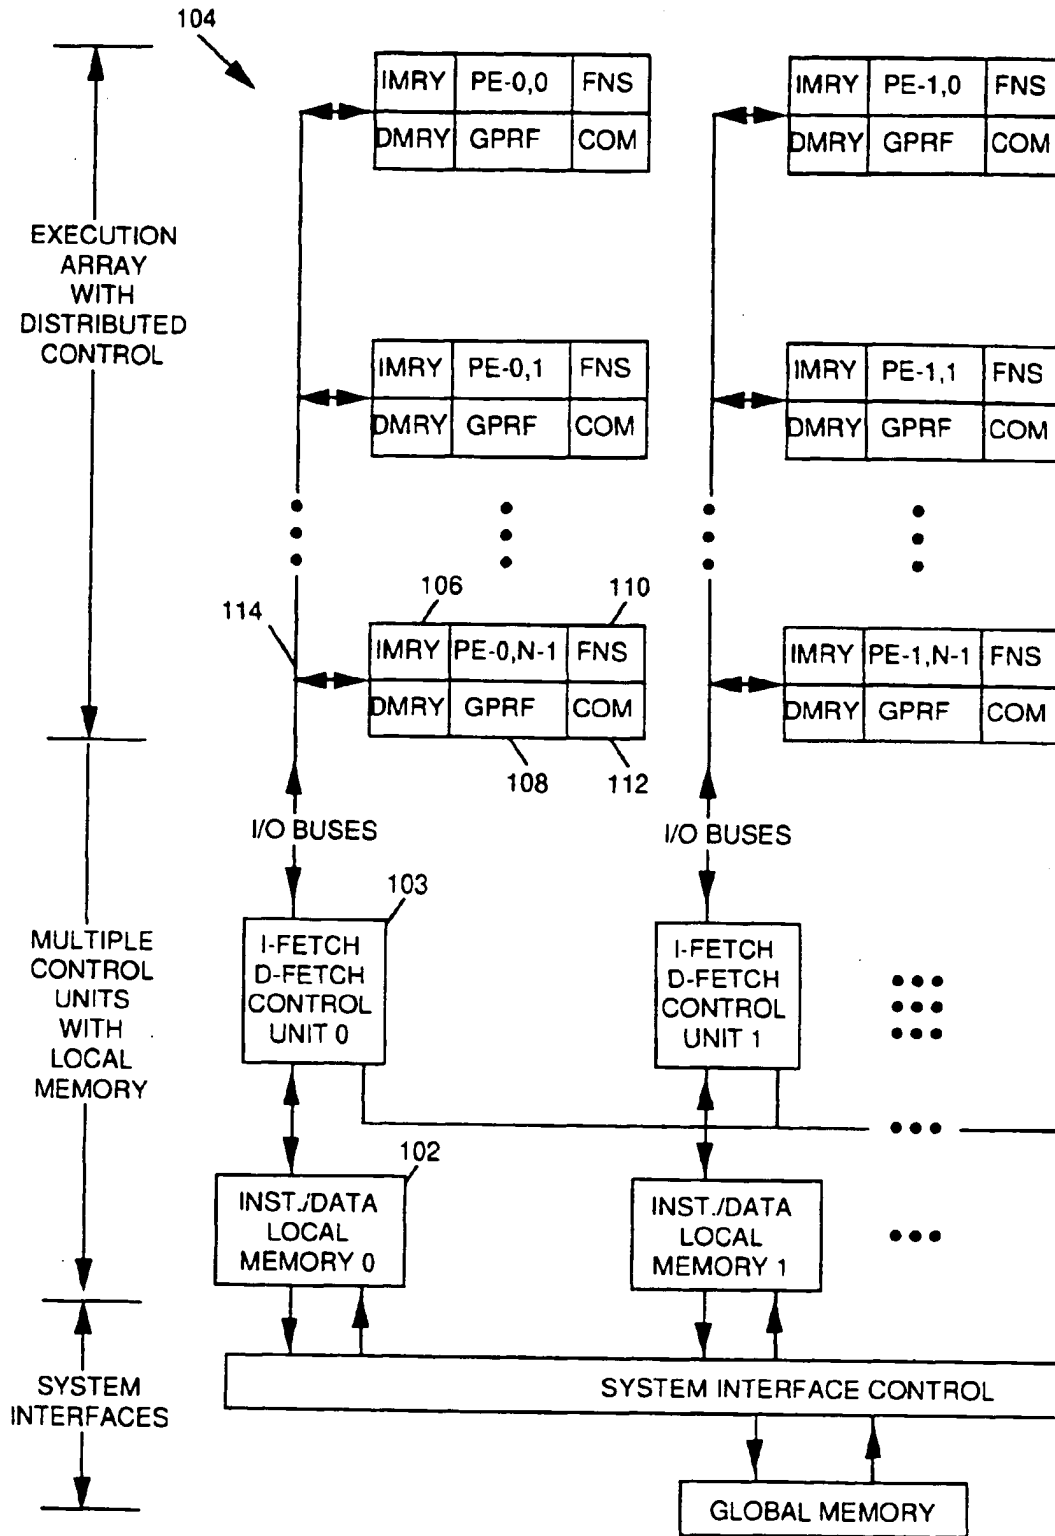 104
IMRY PE-0,0 FNS
DMRY GPRF COM
IMRY PE-1,0 FNS
DMRY GPRF COM
EXECUTION
ARRAY
WITH
DISTRIBUTED
CONTROL
IMRY PE-0,1 FNS
DMRY GPRF COM
IMRY PE-1,1 FNS
DMRY GPRF COM
114
106
110
IMRY PE-0,N-1 FNS
DMRY GPRF COM
108
112
IMRY PE-1,N-1 FNS
DMRY GPRF COM
I/O BUSES
I/O BUSES
MULTIPLE
CONTROL
UNITS
WITH
LOCAL
MEMORY
103
I-FETCH
D-FETCH
CONTROL
UNIT 0
I-FETCH
D-FETCH
CONTROL
UNIT 1
102
INST./DATA
LOCAL
MEMORY 0
INST./DATA
LOCAL
MEMORY 1
SYSTEM
INTERFACES
SYSTEM INTERFACE CONTROL
GLOBAL MEMORY